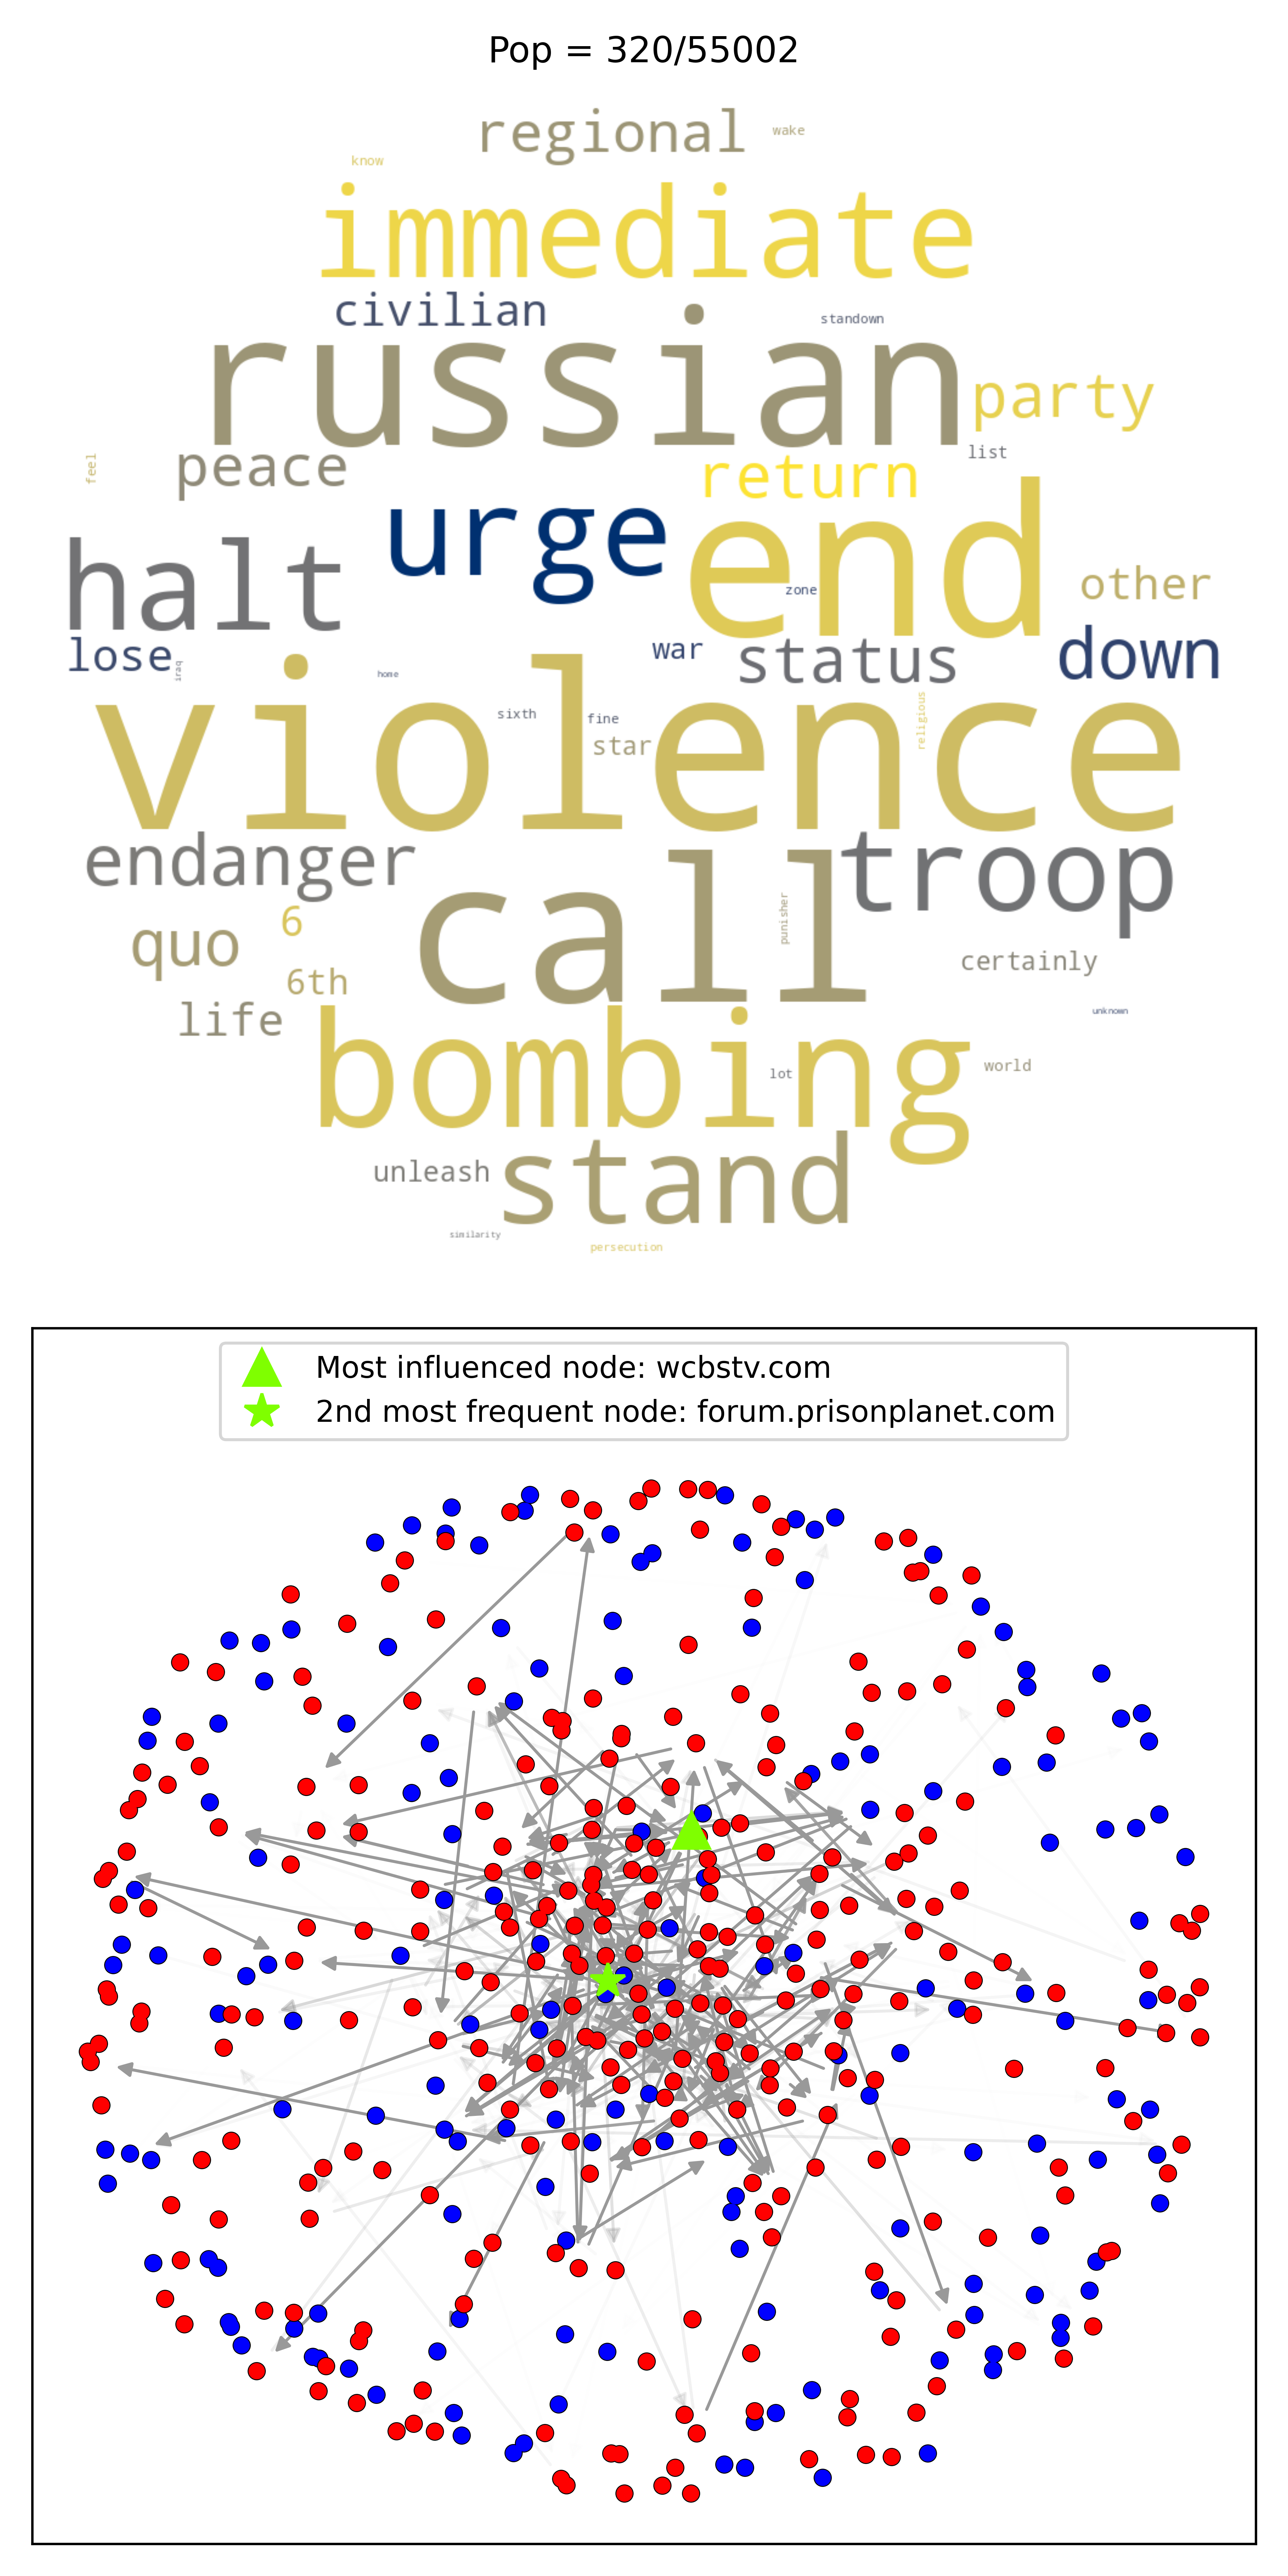 Pop = 320/55002
regional wake
know
immediate
civilian standown
russian
party
list
feel peace return
urge end
halt zone other
lose iraq home war status down
violence
sixth fine religious
star
endanger call troop
quo 6 punisher certainly
6th
life unknown
bombing
lot world
unleash stand
similarity
persecution
Most influenced node: wcbstv.com
2nd most frequent node: forum.prisonplanet.com